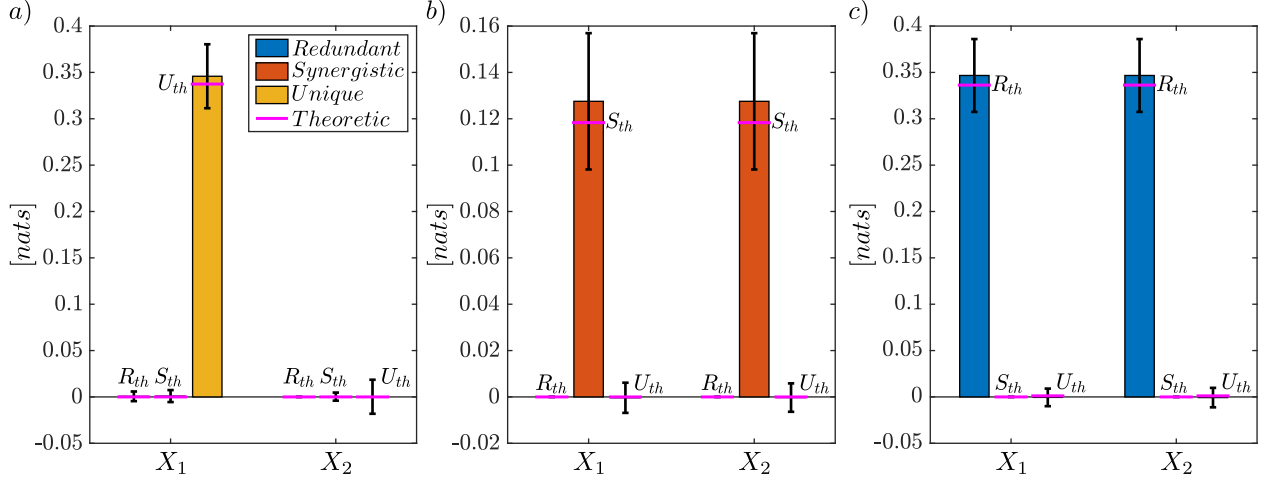 a)
[nats]
0.4
0.35
0.3
0.25
0.2
0.15
0.1
0.05
0
-0.05
U_th
Redundant
Synergistic
Unique
Theoretic
R_th S_th
R_th S_th U_th
X_1 X_2
b)
[nats]
0.16
0.14
0.12
0.1
0.08
0.06
0.04
0.02
0
-0.02
S_th S_th
R_th U_th R_th U_th
X_1 X_2
c)
[nats]
0.4
0.35
0.3
0.25
0.2
0.15
0.1
0.05
0
-0.05
R_th R_th
S_th U_th S_th U_th
X_1 X_2